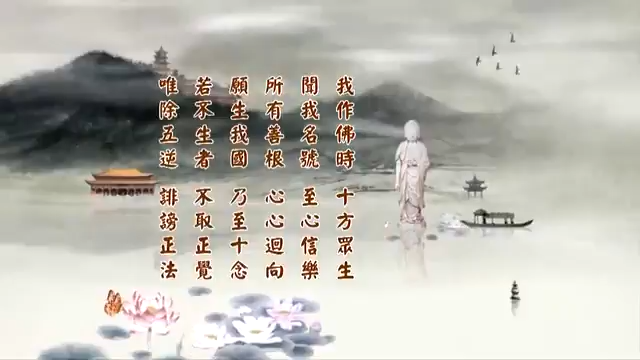 我作佛時 十方眾生
聞我名號 至心信樂
所有善根 心心迴向
願生我國 乃至十念
若不生者 不取正覺
唯除五逆 誹謗正法